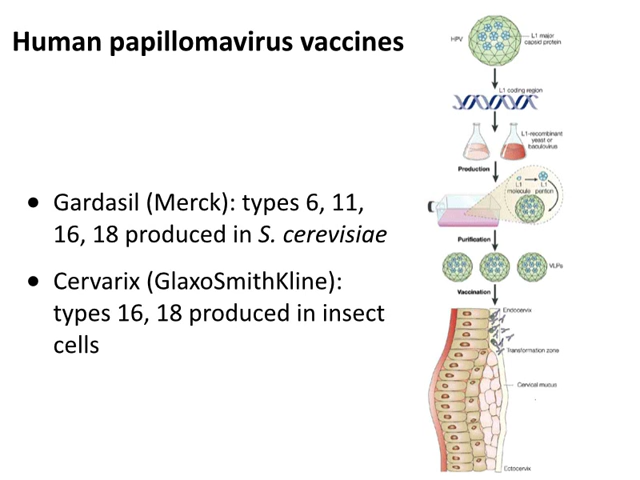 Human papillomavirus vaccines
• Gardasil (Merck): types 6, 11,
16, 18 produced in S. cerevisiae
• Cervarix (GlaxoSmithKline):
types 16, 18 produced in insect
cells
HPV
L1 major
capsid protein
L1 coding region
L1-recombinant
yeast or
baculovirus
Production
L1 L1
molecule pention
Purification
VLPs
Vaccination
Endocervix
Transformation zone
Cervical mucus
Ectocervix